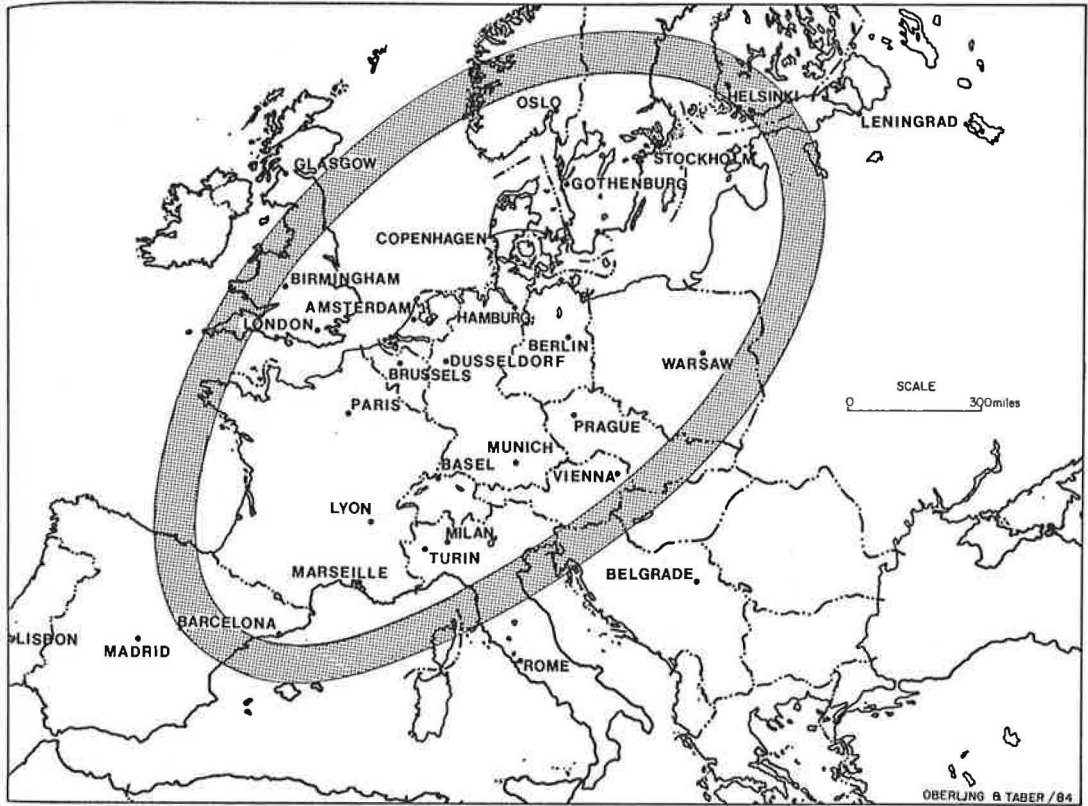 OSLO
HELSINKI
LENINGRAD
GLASGOW
STOCKHOLM
GOTHENBURG
COPENHAGEN
BIRMINGHAM
AMSTERDAM
HAMBURG
LONDON
BERLIN
DUSSELDORF
WARSAW
BRUSSELS
SCALE
0 300miles
PARIS
PRAGUE
MUNICH
BASEL
VIENNA
LYON
MILAN
TURIN
MARSEILLE
BELGRADE
BARCELONA
LISBON
MADRID
ROME
OBERLING & TABER/84